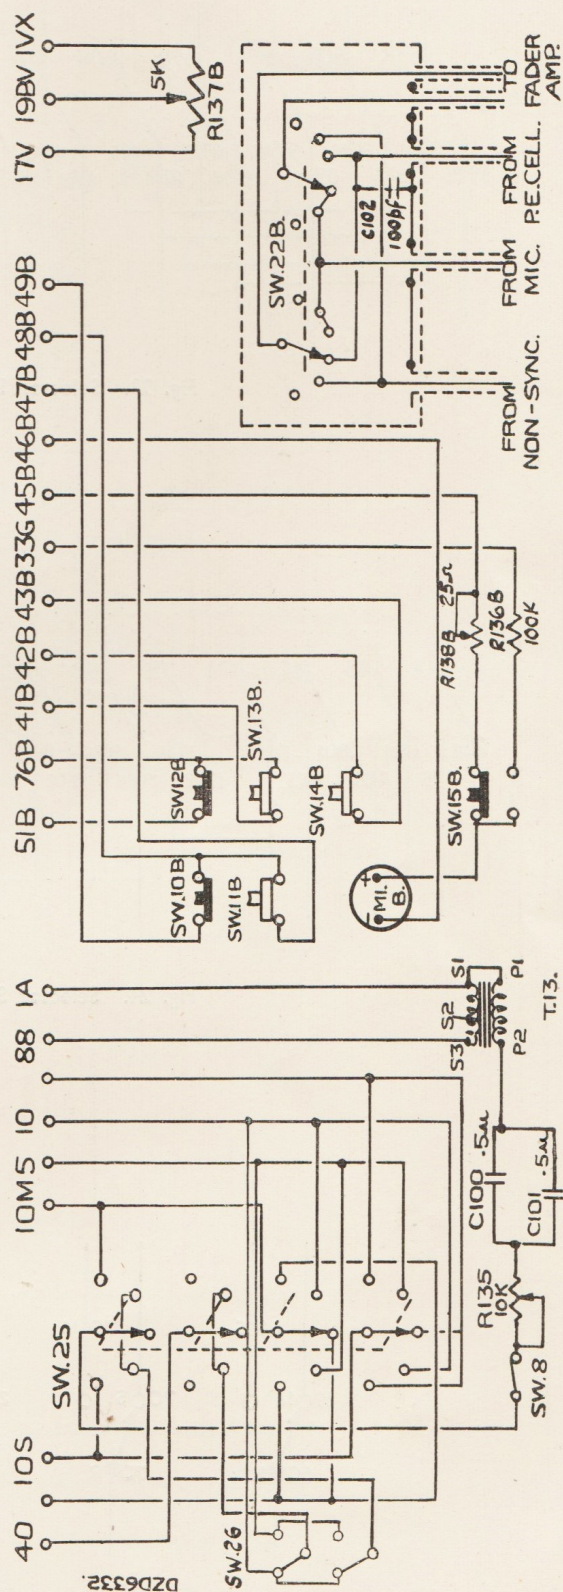 40 10S 10M 5 10 88 1A 51B 76B 41B 42B 43B 33G 45B 46B 47B 48B 49B 17V 19BV 1VX
SW.25
SW.26
DZD6332.
SW.8
R135
10K
C100 ·5µ
C101 ·5µ
S3 S2 S1
P2 P1
T.13.
SW.10B
SW.11B
SW12B
SW.13B.
SW.14B
M1.
B.
- +
SW.15B.
R138B 25Ω
R136B
100K
5K
R137B
SW.22B.
C102
100pf
FROM
NON-SYNC.
FROM
MIC.
FROM
P.E.CELL.
TO
FADER
AMP.